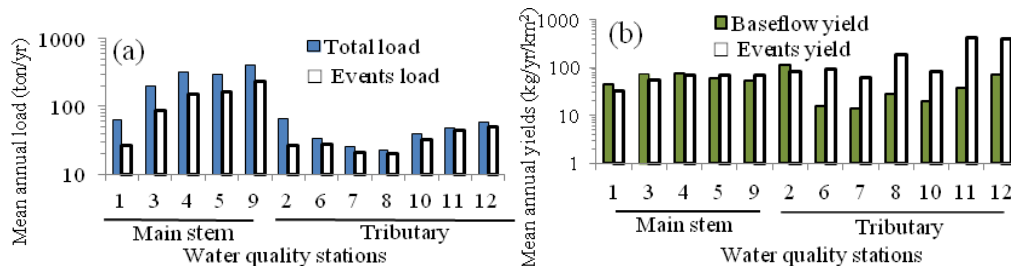 Mean annual load (ton/yr)
1000
100
10
(a)
Total load
Events load
1 3 4 5 9 2 6 7 8 10 11 12
Main stem Tributary
Water quality stations
Mean annual yields (kg/yr/km²)
1000
100
10
1
(b)
Baseflow yield
Events yield
1 3 4 5 9 2 6 7 8 10 11 12
Main stem Tributary
Water quality stations